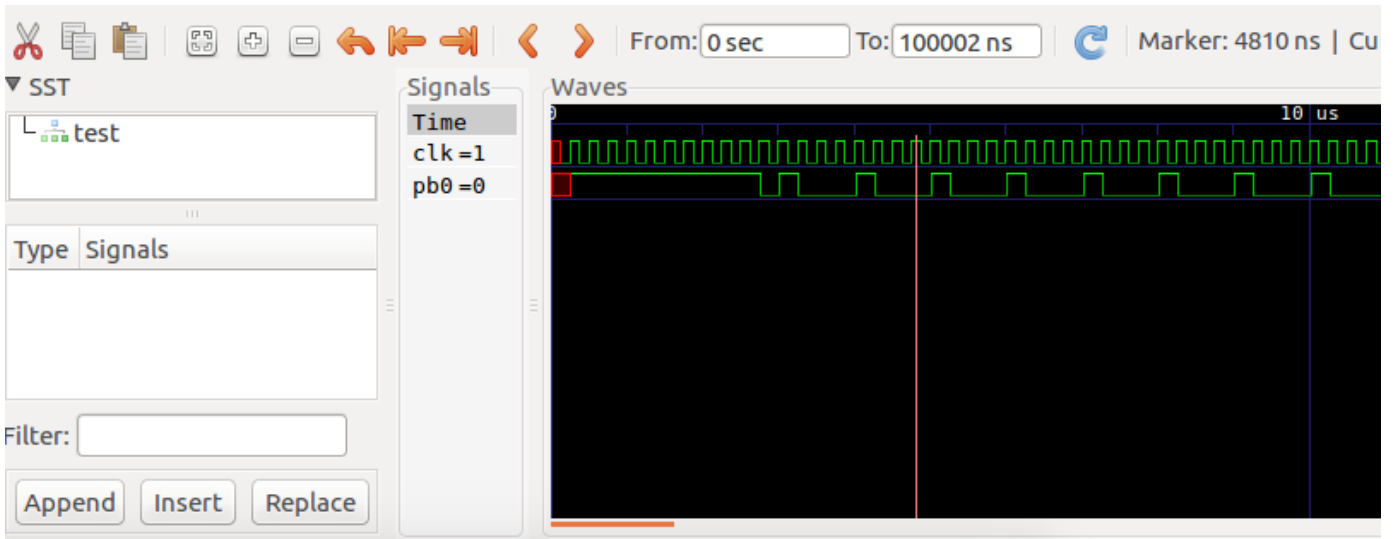 From: 0 sec To: 100002 ns Marker: 4810 ns | Cu
SST
test
Type Signals
Filter:
Append Insert Replace
Signals
Time
clk =1
pb0 =0
Waves
0
10 us